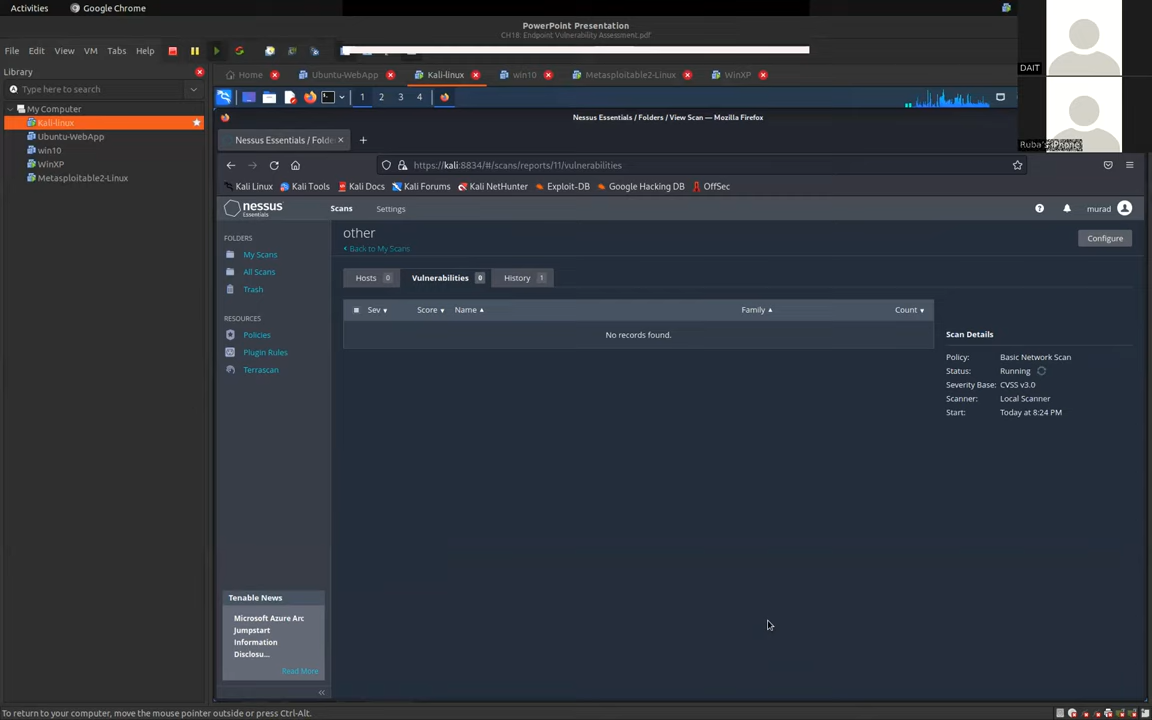 Activities
Google Chrome
PowerPoint Presentation
CH18: Endpoint Vulnerability Assessment.pdf
File Edit View VM Tabs Help
Library
Type here to search
My Computer
Kali-linux
Ubuntu-WebApp
win10
WinXP
Metasploitable2-Linux
Home
Ubuntu-WebApp
Kali-linux
win10
Metasploitable2-Linux
WinXP
1 2 3 4
Nessus Essentials / Folders / View Scan — Mozilla Firefox
Nessus Essentials / Folde
https://kali:8834/#/scans/reports/11/vulnerabilities
Kali Linux
Kali Tools
Kali Docs
Kali Forums
Kali NetHunter
Exploit-DB
Google Hacking DB
OffSec
nessus
Essentials
Scans
Settings
murad
FOLDERS
My Scans
All Scans
Trash
RESOURCES
Policies
Plugin Rules
Terrascan
Tenable News
Microsoft Azure Arc
Jumpstart
Information
Disclosu...
Read More
other
Back to My Scans
Configure
Hosts 0
Vulnerabilities 0
History 1
Sev Score Name Family Count
No records found.
Scan Details
Policy: Basic Network Scan
Status: Running
Severity Base: CVSS v3.0
Scanner: Local Scanner
Start: Today at 8:24 PM
DAIT
Ruba's iPhone
To return to your computer, move the mouse pointer outside or press Ctrl-Alt.